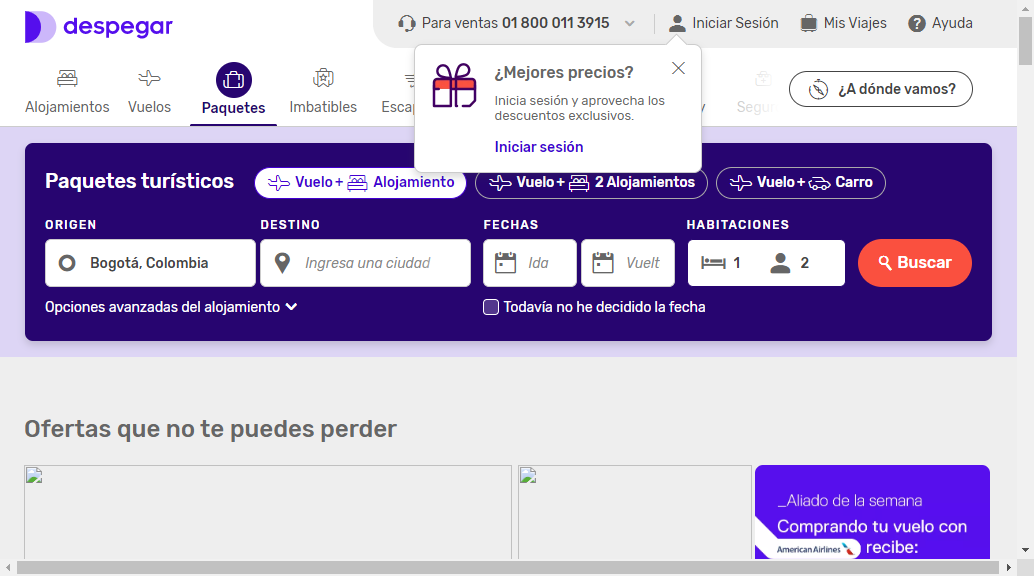 despegar
Para ventas 01 800 011 3915
Iniciar Sesión
Mis Viajes
Ayuda
Alojamientos
Vuelos
Paquetes
Imbatibles
¿A dónde vamos?
¿Mejores precios?
Inicia sesión y aprovecha los
descuentos exclusivos.
Iniciar sesión
Paquetes turísticos
Vuelo + Alojamiento
Vuelo + 2 Alojamientos
Vuelo + Carro
ORIGEN
DESTINO
FECHAS
HABITACIONES
Bogotá, Colombia
Ingresa una ciudad
Ida
Vuelt
1
2
Buscar
Opciones avanzadas del alojamiento
Todavía no he decidido la fecha
Ofertas que no te puedes perder
_Aliado de la semana
Comprando tu vuelo con
American Airlines recibe: